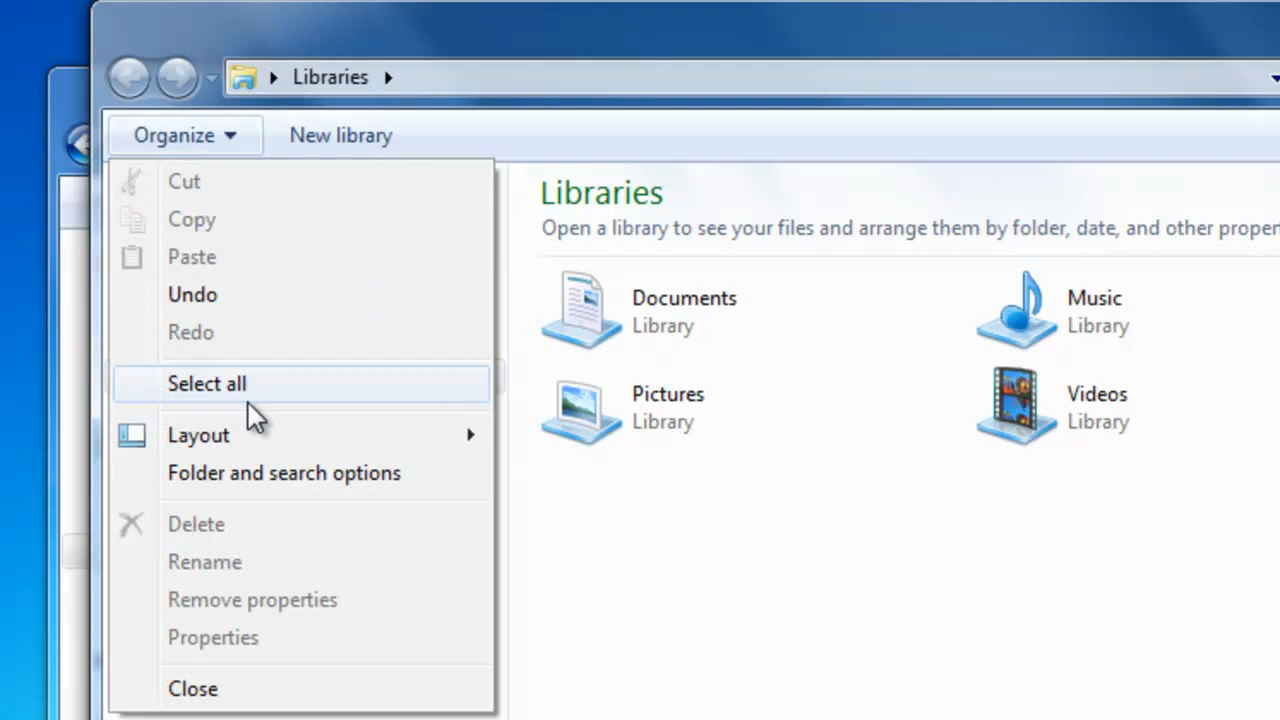 Libraries
Organize New library
Cut
Copy
Paste
Undo
Redo
Select all
Layout
Folder and search options
Delete
Rename
Remove properties
Properties
Close
Libraries
Open a library to see your files and arrange them by folder, date, and other
Documents
Library
Music
Library
Pictures
Library
Videos
Library